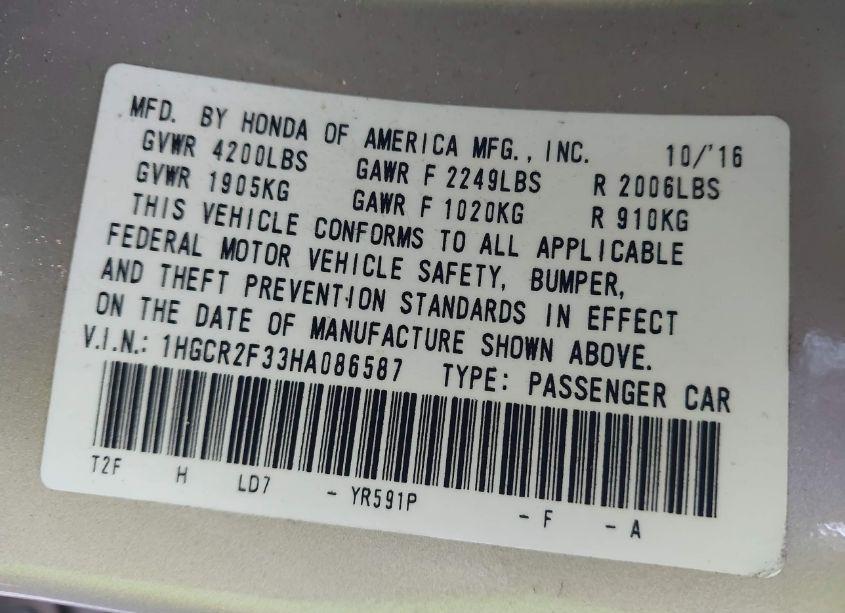 MFD. BY HONDA OF AMERICA MFG., INC. 10/'16
GVWR 4200LBS GAWR F 2249LBS R 2006LBS
GVWR 1905KG GAWR F 1020KG R 910KG
THIS VEHICLE CONFORMS TO ALL APPLICABLE
FEDERAL MOTOR VEHICLE SAFETY, BUMPER,
AND THEFT PREVENTION STANDARDS IN EFFECT
ON THE DATE OF MANUFACTURE SHOWN ABOVE.
V.I.N.: 1HGCR2F33HA086587 TYPE: PASSENGER CAR
T2F H LD7 - YR591P - F - A